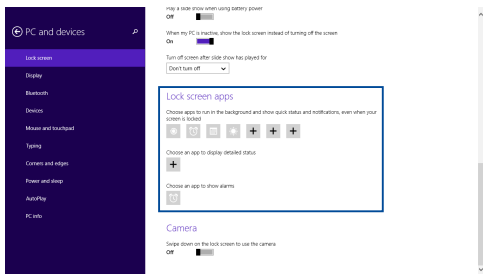 Play a slide show when using battery power
Off
PC and devices
When my PC is inactive, show the lock screen instead of turning off the screen
On
Lock screen
Turn off screen after slide show has played for
Don't turn off
Display
Bluetooth
Devices
Mouse and touchpad
Typing
Corners and edges
Power and sleep
AutoPlay
PC info
Lock screen apps
Choose apps to run in the background and show quick status and notifications, even when your
screen is locked
Choose an app to display detailed status
Choose an app to show alarms
Camera
Swipe down on the lock screen to use the camera
Off